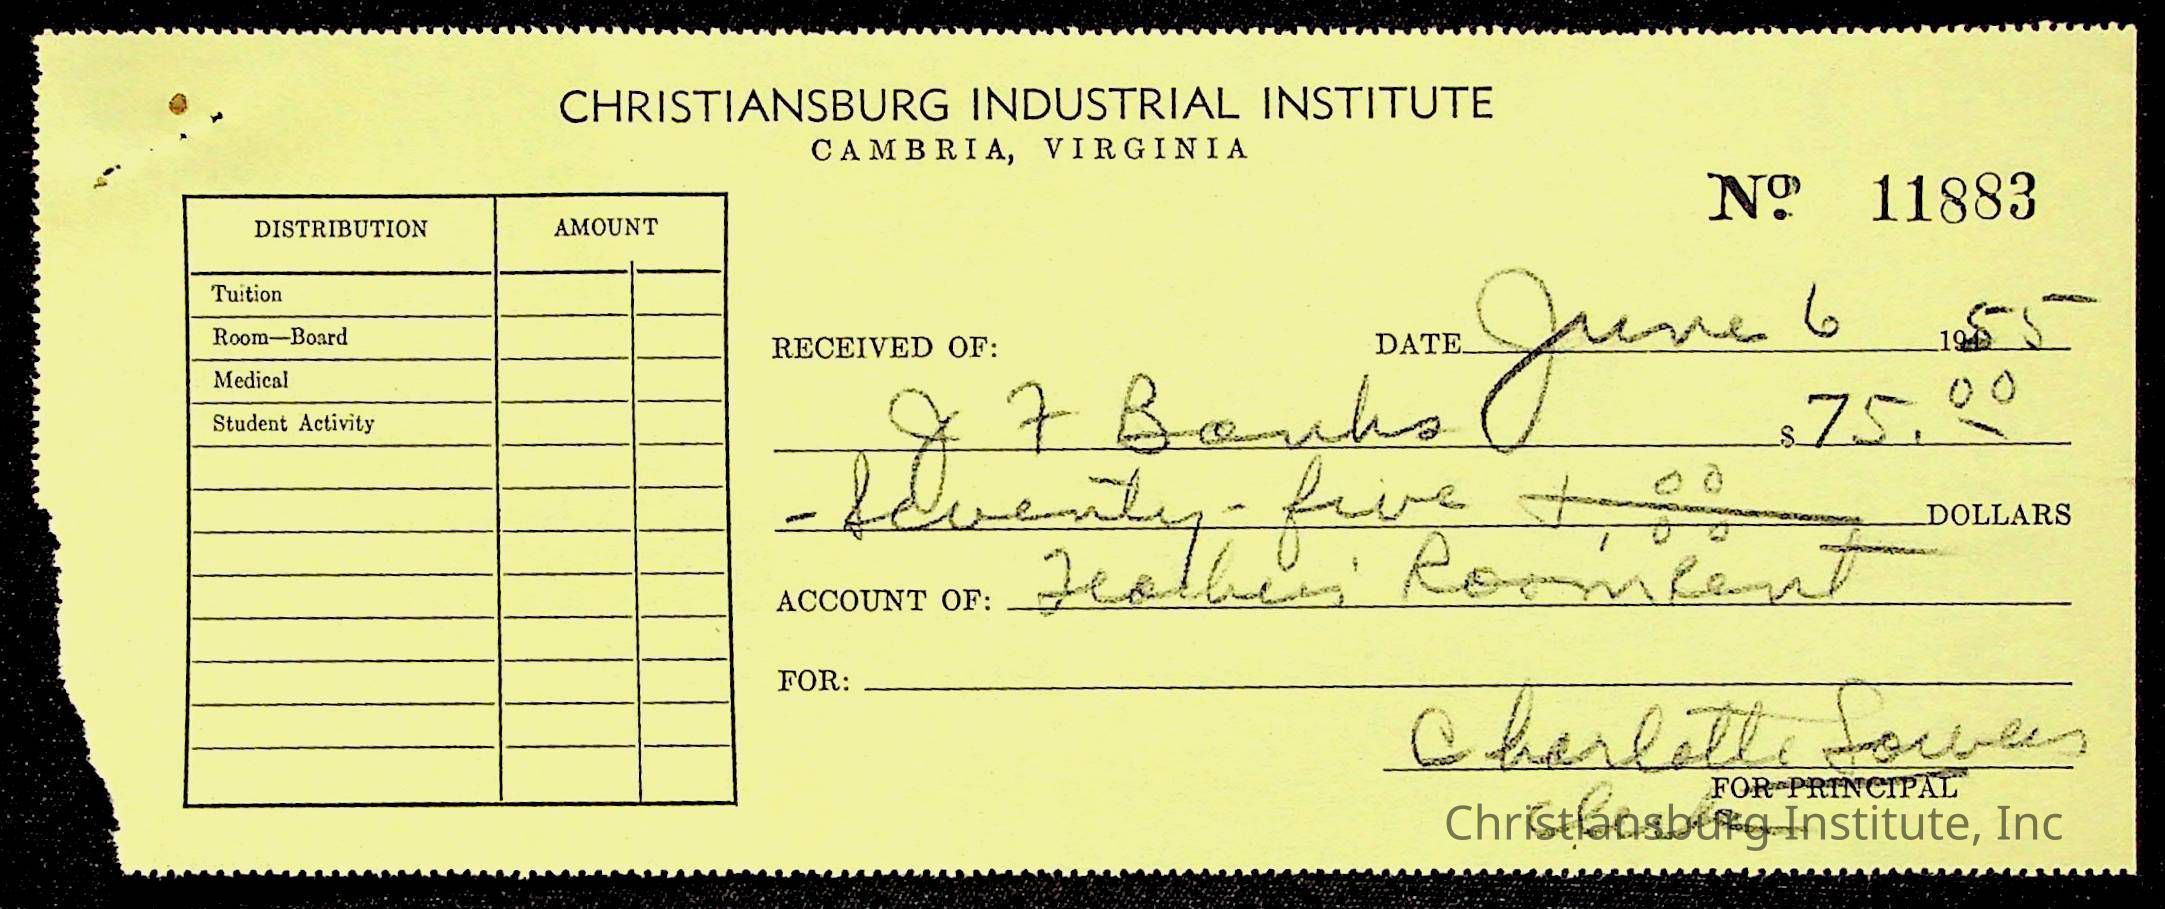 CHRISTIANSBURG INDUSTRIAL INSTITUTE
CAMBRIA, VIRGINIA
Nº 11883
DISTRIBUTION AMOUNT
Tuition
Room—Board
Medical
Student Activity
DATE June 6 1955
RECEIVED OF:
J F Banks $75.00
- Seventy-five + 00/00 DOLLARS
ACCOUNT OF: Teachers' Room Rent
FOR:
Charlotte
FOR PRINCIPAL
Clerk
Christiansburg Institute, Inc